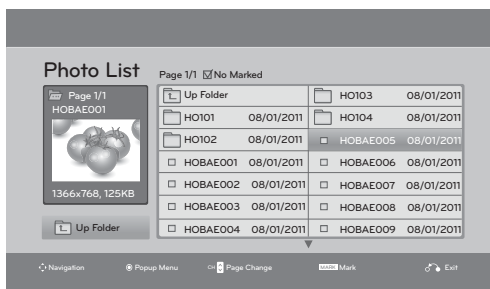 Photo List
Page 1/1 No Marked
Page 1/1
HOBAE001
1366x768, 125KB
Up Folder
Up Folder
HO101 08/01/2011
HO102 08/01/2011
HOBAE001 08/01/2011
HOBAE002 08/01/2011
HOBAE003 08/01/2011
HOBAE004 08/01/2011
HO103 08/01/2011
HO104 08/01/2011
HOBAE005 08/01/2011
HOBAE006 08/01/2011
HOBAE007 08/01/2011
HOBAE008 08/01/2011
HOBAE009 08/01/2011
Navigation Popup Menu CH Page Change MARK Mark Exit